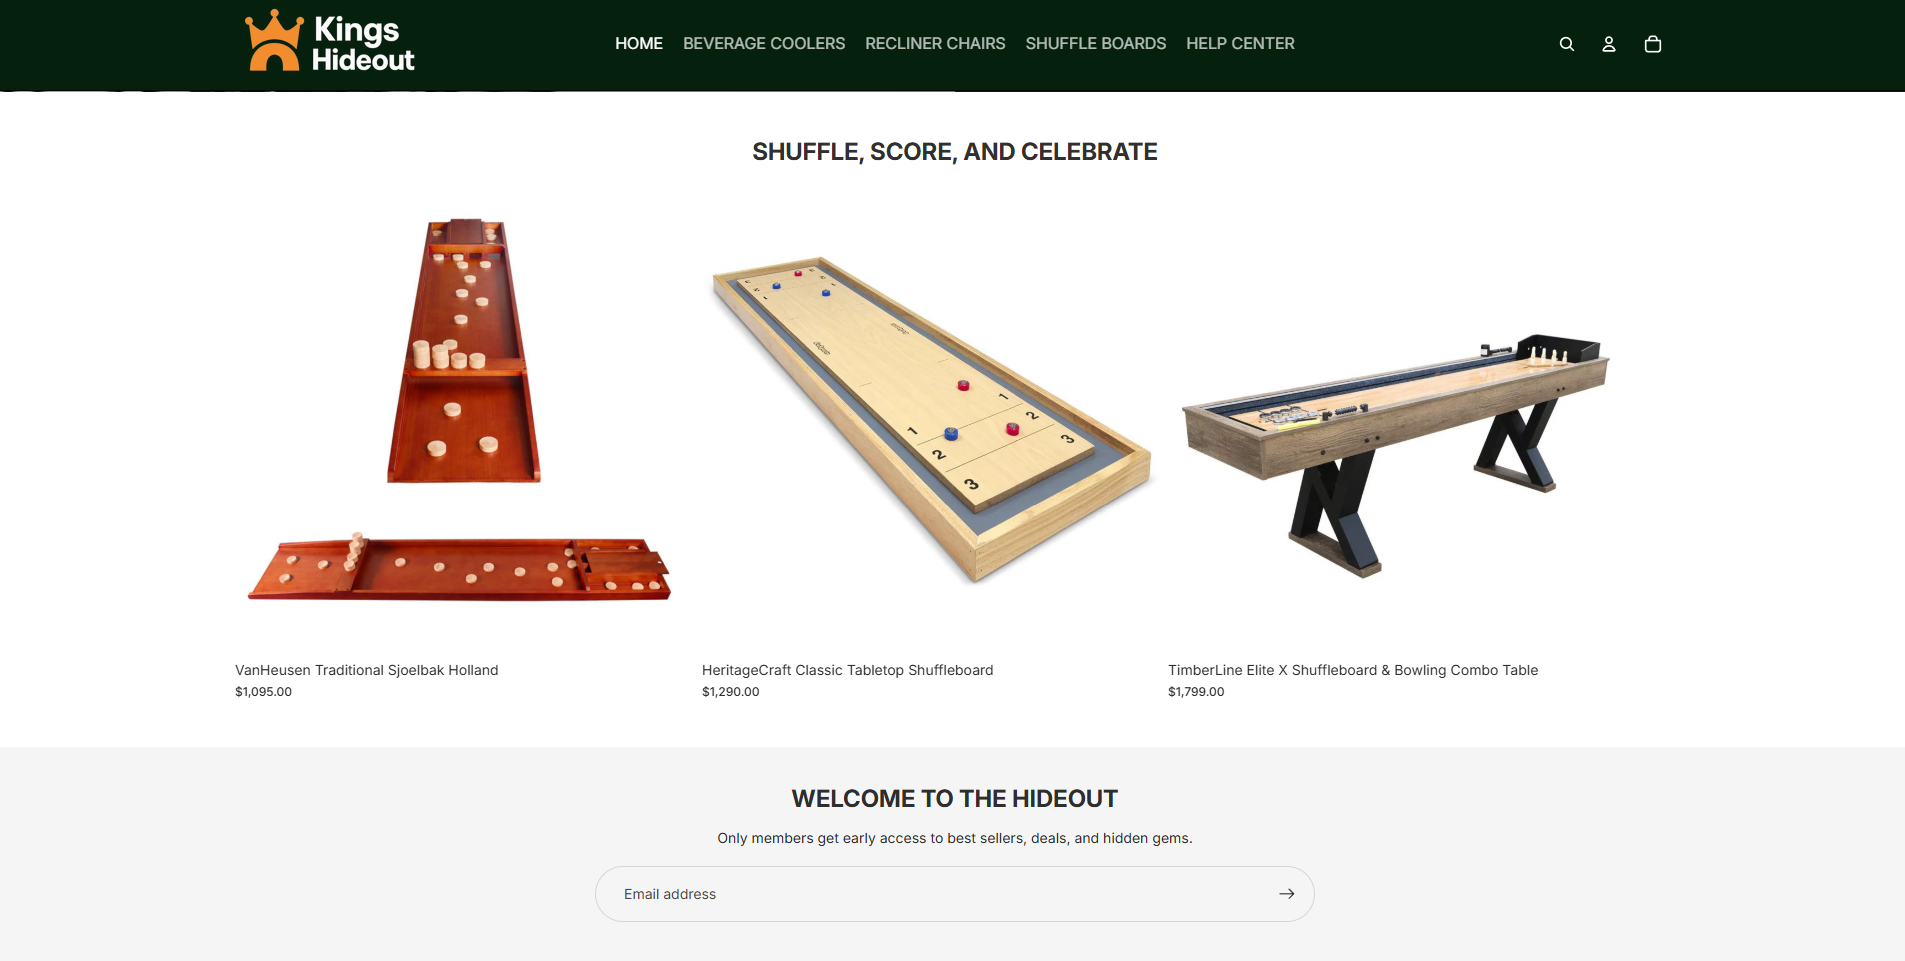 Kings
Hideout
HOME BEVERAGE COOLERS RECLINER CHAIRS SHUFFLE BOARDS HELP CENTER
SHUFFLE, SCORE, AND CELEBRATE
1
2
3
1
2
3
VanHeusen Traditional Sjoelbak Holland
$1,095.00
HeritageCraft Classic Tabletop Shuffleboard
$1,290.00
TimberLine Elite X Shuffleboard & Bowling Combo Table
$1,799.00
WELCOME TO THE HIDEOUT
Only members get early access to best sellers, deals, and hidden gems.
Email address